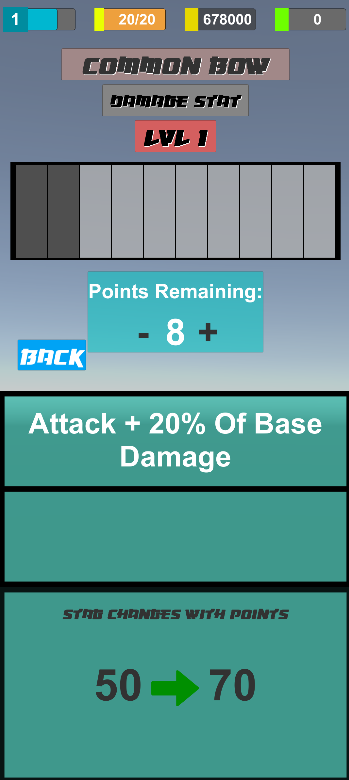 1
20/20
678000
0
COMMON BOW
DAMAGE STAT
LVL 1
Points Remaining:
- 8 +
BACK
Attack + 20% Of Base
Damage
STAD CHANGES WITH POINTS
50 70